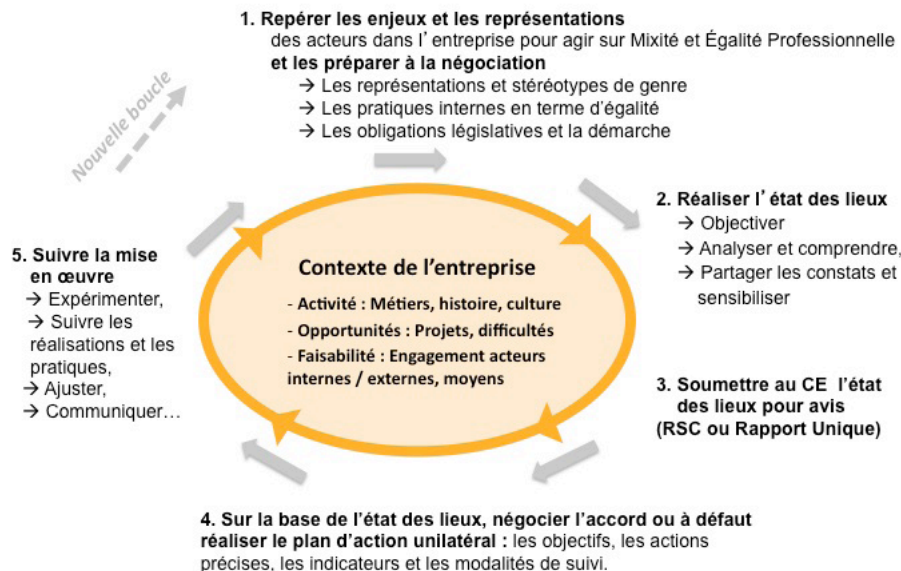 1. Repérer les enjeux et les représentations
des acteurs dans l'entreprise pour agir sur Mixité et Égalité Professionnelle
et les préparer à la négociation
→ Les représentations et stéréotypes de genre
→ Les pratiques internes en terme d'égalité
→ Les obligations législatives et la démarche
Nouvelle boucle
2. Réaliser l'état des lieux
→ Objectiver
→ Analyser et comprendre,
→ Partager les constats et
sensibiliser
3. Soumettre au CE l'état
des lieux pour avis
(RSC ou Rapport Unique)
4. Sur la base de l'état des lieux, négocier l'accord ou à défaut
réaliser le plan d'action unilatéral : les objectifs, les actions
précises, les indicateurs et les modalités de suivi.
5. Suivre la mise
en œuvre
→ Expérimenter,
→ Suivre les
réalisations et les
pratiques,
→ Ajuster,
→ Communiquer…
Contexte de l'entreprise
- Activité : Métiers, histoire, culture
- Opportunités : Projets, difficultés
- Faisabilité : Engagement acteurs
internes / externes, moyens